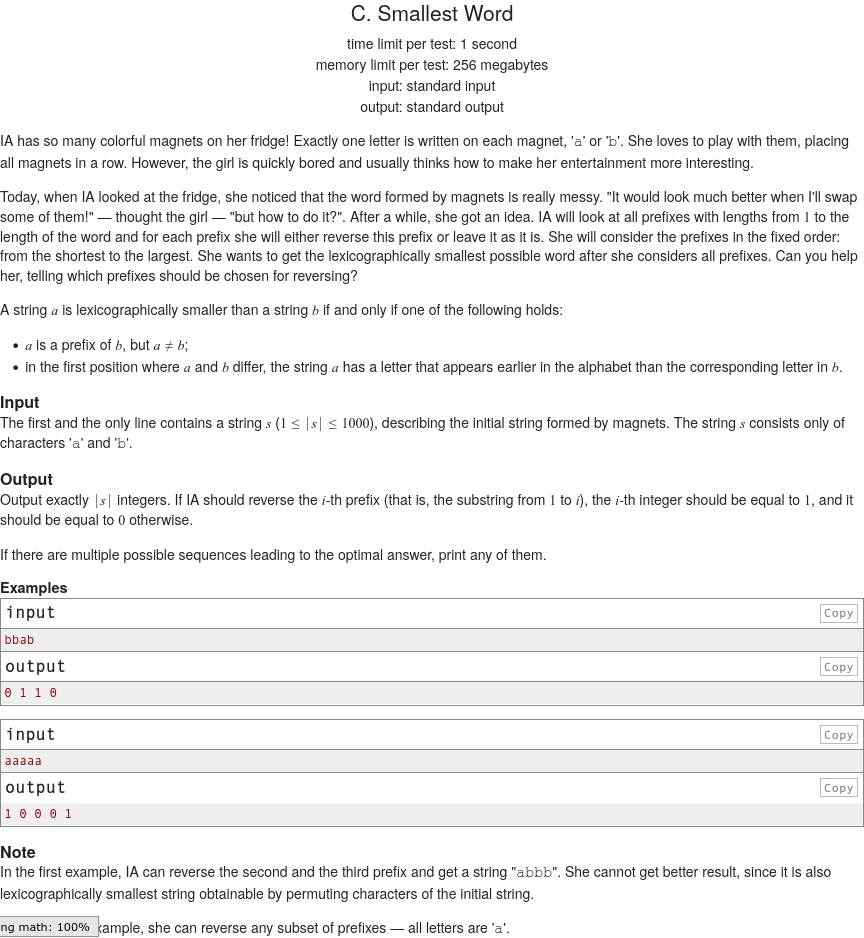 C. Smallest Word
time limit per test: 1 second
memory limit per test: 256 megabytes
input: standard input
output: standard output
IA has so many colorful magnets on her fridge! Exactly one letter is written on each magnet, 'a' or 'b'. She loves to play with them, placing
all magnets in a row. However, the girl is quickly bored and usually thinks how to make her entertainment more interesting.
Today, when IA looked at the fridge, she noticed that the word formed by magnets is really messy. "It would look much better when I'll swap
some of them!" — thought the girl — "but how to do it?". After a while, she got an idea. IA will look at all prefixes with lengths from 1 to the
length of the word and for each prefix she will either reverse this prefix or leave it as it is. She will consider the prefixes in the fixed order:
from the shortest to the largest. She wants to get the lexicographically smallest possible word after she considers all prefixes. Can you help
her, telling which prefixes should be chosen for reversing?
A string a is lexicographically smaller than a string b if and only if one of the following holds:
• a is a prefix of b, but a ≠ b;
• in the first position where a and b differ, the string a has a letter that appears earlier in the alphabet than the corresponding letter in b.
Input
The first and the only line contains a string s (1 ≤ |s| ≤ 1000), describing the initial string formed by magnets. The string s consists only of
characters 'a' and 'b'.
Output
Output exactly |s| integers. If IA should reverse the i-th prefix (that is, the substring from 1 to i), the i-th integer should be equal to 1, and it
should be equal to 0 otherwise.
If there are multiple possible sequences leading to the optimal answer, print any of them.
Examples
input
Copy
bbab
output
Copy
0 1 1 0
input
Copy
aaaaa
output
Copy
1 0 0 0 1
Note
In the first example, IA can reverse the second and the third prefix and get a string "abbb". She cannot get better result, since it is also
lexicographically smallest string obtainable by permuting characters of the initial string.
ng math: 100% xample, she can reverse any subset of prefixes — all letters are 'a'.